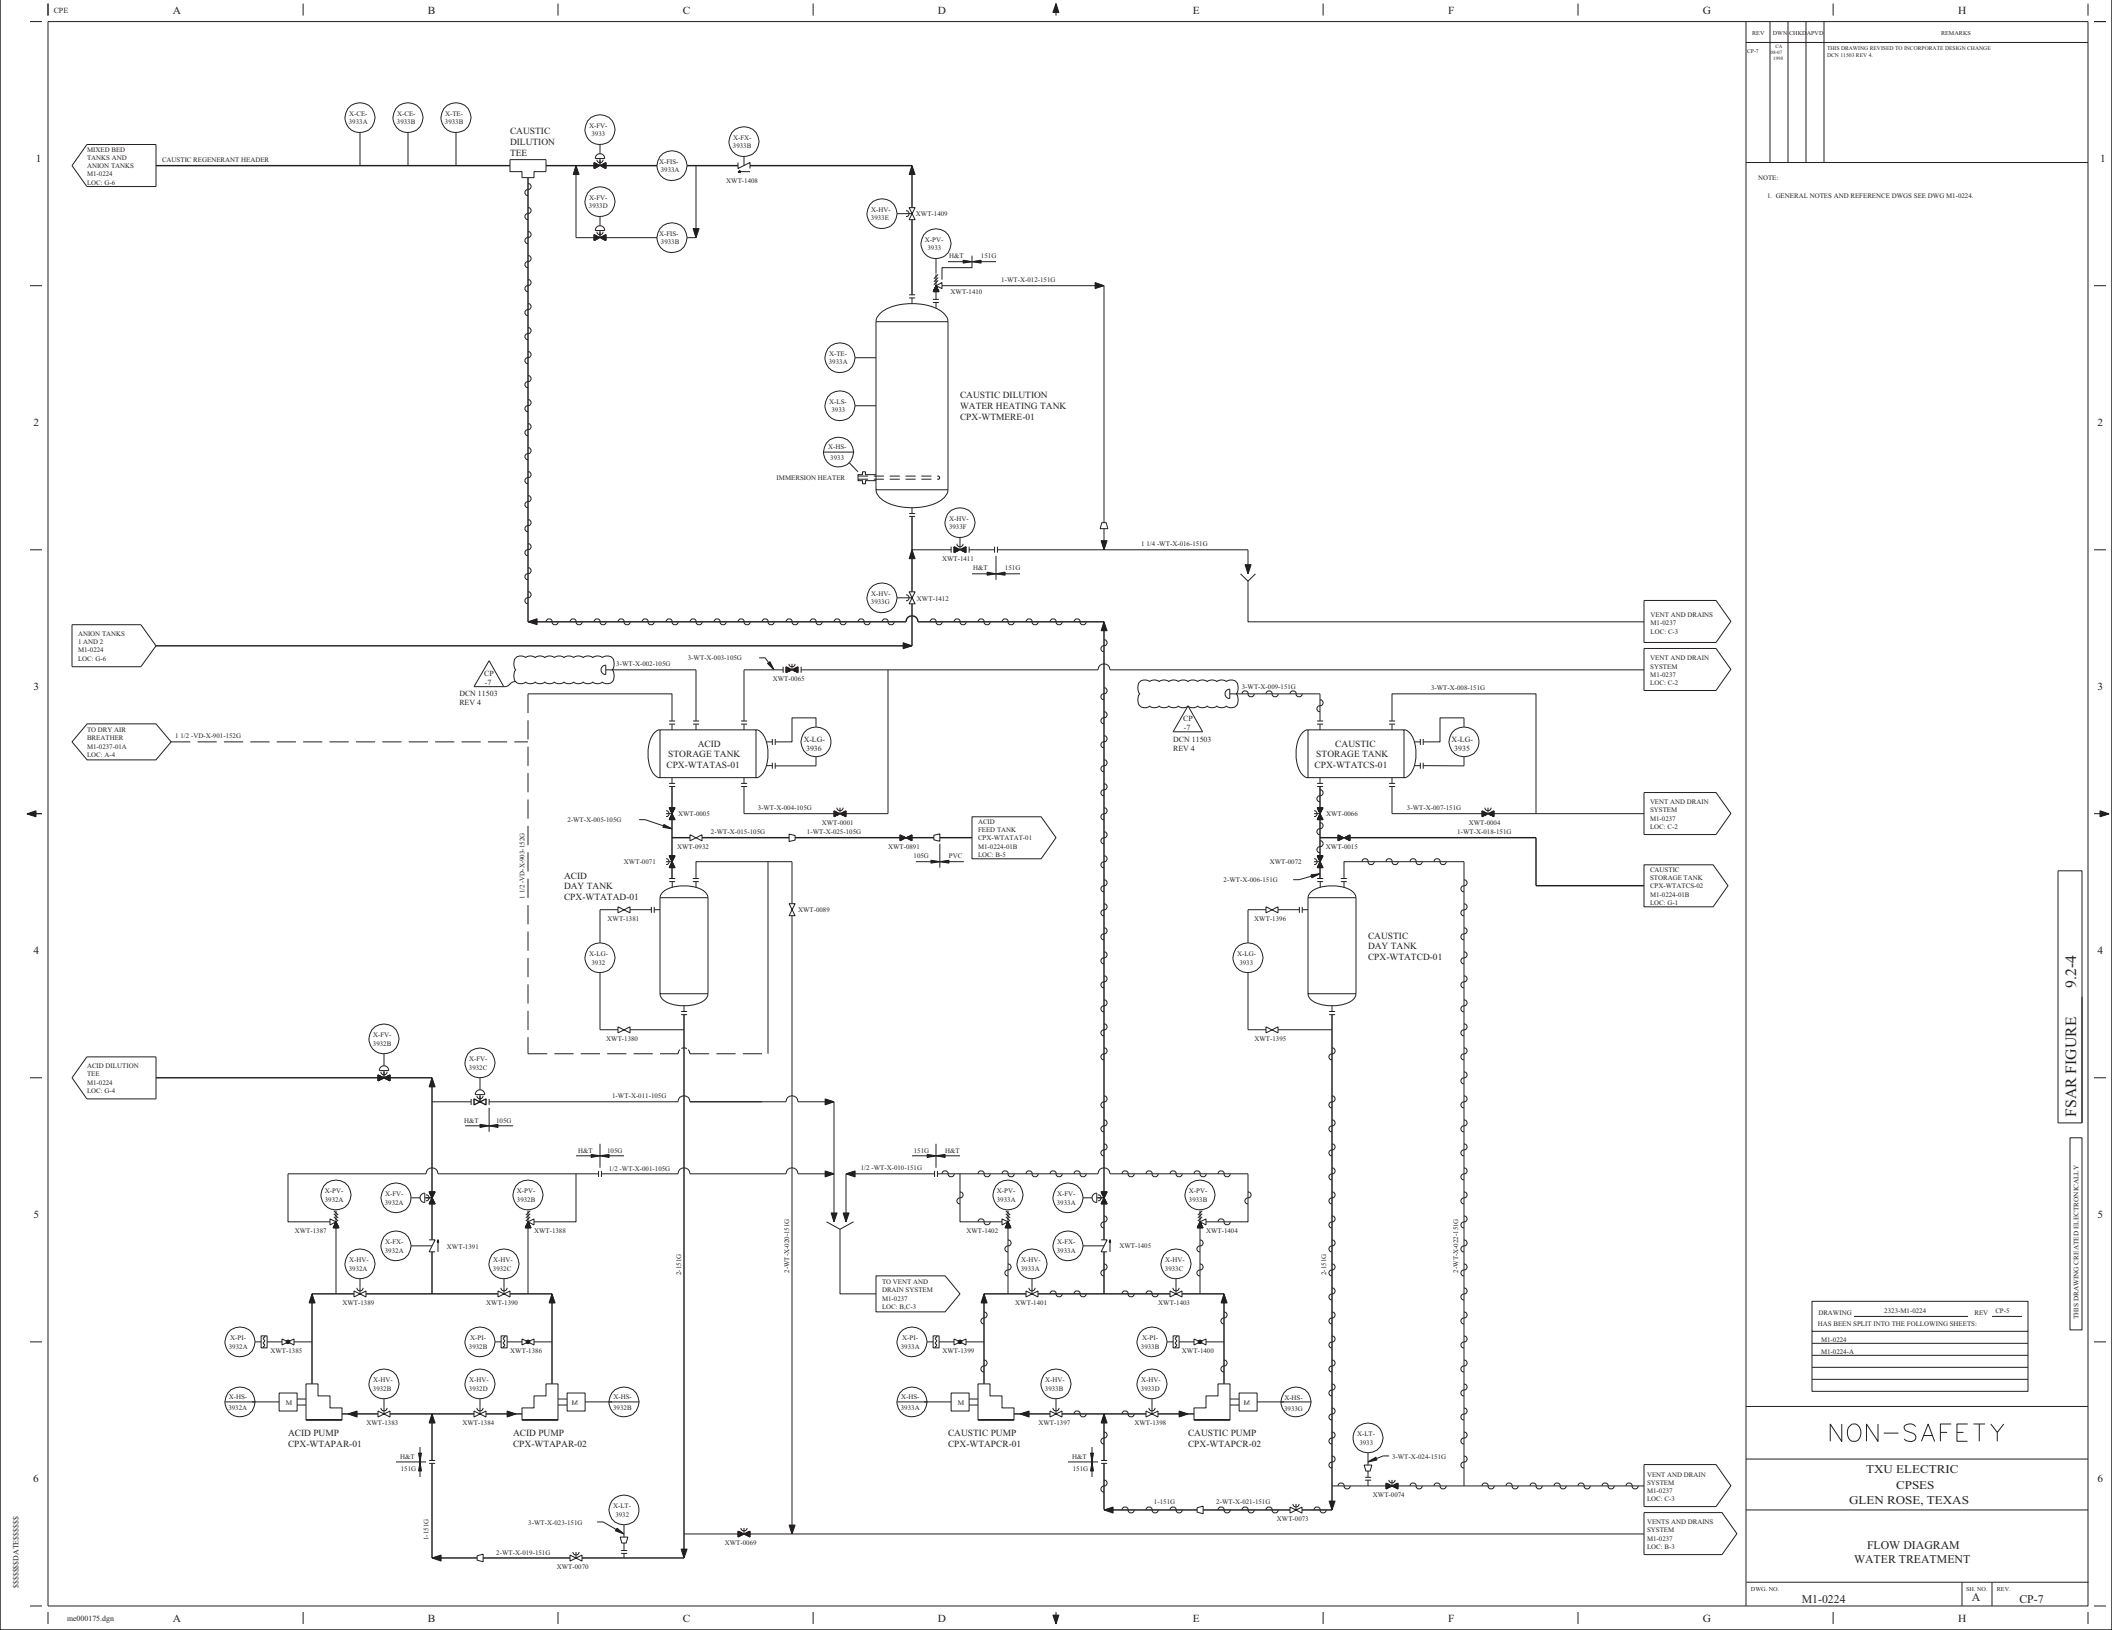 CPE
A
B
C
D
E
F
G
H
REV
DWN
CHKD
APVD
REMARKS
CP-7
CA
1998
THIS DRAWING REVISED TO INCORPORATE DESIGN CHANGE
DCN 11503 REV 4.
NOTE:
1. GENERAL NOTES AND REFERENCE DWGS SEE DWG M1-0224.
1
1
X-CE-
3933A
X-CE-
3933B
X-TE-
3933B
CAUSTIC
DILUTION
TEE
X-FV-
3933
X-FX-
3933B
MIXED BED
TANKS AND
ANION TANKS
M1-0224
LOC: G-6
CAUSTIC REGENERANT HEADER
X-FIS-
3933A
XWT-1408
X-FV-
3933D
X-FIS-
3933B
X-HV-
3933E
XWT-1409
X-PV-
3933
H&T
151G
1-WT-X-012-151G
XWT-1410
X-TE-
3933A
X-LS-
3933
2
2
CAUSTIC DILUTION
WATER HEATING TANK
CPX-WTMERE-01
X-HS-
3933
IMMERSION HEATER
X-HV-
3933F
XWT-1411
H&T
151G
1 1/4 -WT-X-016-151G
X-HV-
3933G
XWT-1412
VENT AND DRAINS
M1-0237
LOC: C-3
ANION TANKS
1 AND 2
M1-0224
LOC: G-6
3
3
CP
-7
DCN 11503
REV 4
3-WT-X-002-105G
3-WT-X-003-105G
XWT-0065
VENT AND DRAIN
SYSTEM
M1-0237
LOC: C-2
3-WT-X-009-151G
CP
-7
DCN 11503
REV 4
3-WT-X-008-151G
TO DRY AIR
BREATHER
M1-0237-01A
LOC: A-4
1 1/2 -VD-X-901-152G
ACID
STORAGE TANK
CPX-WTATAS-01
X-LG-
3936
CAUSTIC
STORAGE TANK
CPX-WTATCS-01
X-LG-
3935
XWT-0005
3-WT-X-004-105G
XWT-0001
2-WT-X-005-105G
2-WT-X-015-105G
1-WT-X-025-105G
XWT-0932
XWT-0891
ACID
FEED TANK
CPX-WTATAT-01
M1-0224-01B
LOC: B-5
105G
PVC
XWT-0066
3-WT-X-007-151G
XWT-0004
VENT AND DRAIN
SYSTEM
M1-0237
LOC: C-2
1-WT-X-018-151G
XWT-0015
XWT-0071
XWT-0072
2-WT-X-006-151G
CAUSTIC
STORAGE TANK
CPX-WTATCS-02
M1-0224-01B
LOC: G-1
1 1/2 -VD-X-903-152G
ACID
DAY TANK
CPX-WTATAD-01
XWT-1381
XWT-0089
XWT-1396
4
4
X-LG-
3932
X-LG-
3933
CAUSTIC
DAY TANK
CPX-WTATCD-01
XWT-1380
XWT-1395
FSAR FIGURE 9.2-4
THIS DRAWING CREATED ELECTRONICALLY
X-FV-
3932B
X-FV-
3932C
ACID DILUTION
TEE
M1-0224
LOC: G-4
1-WT-X-011-105G
H&T
105G
H&T
105G
1/2 -WT-X-001-105G
151G
H&T
1/2 -WT-X-010-151G
5
5
X-PV-
3932A
X-FV-
3932A
X-PV-
3932B
XWT-1387
XWT-1388
X-FX-
3932A
XWT-1391
X-HV-
3932A
X-HV-
3932C
XWT-1389
XWT-1390
X-PV-
3933A
X-FV-
3933A
X-PV-
3933B
XWT-1402
XWT-1404
X-FX-
3933A
XWT-1405
X-HV-
3933A
X-HV-
3933C
XWT-1401
XWT-1403
2-151G
2-WT-X-020-151G
2-151G
2-WT-X-022-151G
TO VENT AND
DRAIN SYSTEM
M1-0237
LOC: B,C-3
X-PI-
3932A
XWT-1385
X-PI-
3932B
XWT-1386
X-PI-
3933A
XWT-1399
X-PI-
3933B
XWT-1400
X-HS-
3932A
M
X-HV-
3932B
XWT-1383
X-HV-
3932D
XWT-1384
M
X-HS-
3932B
X-HS-
3933A
M
X-HV-
3933B
XWT-1397
X-HV-
3933D
XWT-1398
M
X-HS-
3933G
ACID PUMP
CPX-WTAPAR-01
ACID PUMP
CPX-WTAPAR-02
CAUSTIC PUMP
CPX-WTAPCR-01
CAUSTIC PUMP
CPX-WTAPCR-02
H&T
151G
H&T
151G
X-LT-
3933
3-WT-X-024-151G
XWT-0074
VENT AND DRAIN
SYSTEM
M1-0237
LOC: C-3
6
6
1-151G
2-WT-X-021-151G
XWT-0073
X-LT-
3932
3-WT-X-023-151G
1-151G
2-WT-X-019-151G
XWT-0070
XWT-0069
VENTS AND DRAINS
SYSTEM
M1-0237
LOC: B-3
DRAWING 2323-M1-0224 REV CP-5
HAS BEEN SPLIT INTO THE FOLLOWING SHEETS:
M1-0224
M1-0224-A
NON-SAFETY
TXU ELECTRIC
CPSES
GLEN ROSE, TEXAS
FLOW DIAGRAM
WATER TREATMENT
DWG. NO.
M1-0224
SH. NO.
A
REV.
CP-7
me000175.dgn
A
B
C
D
E
F
G
H